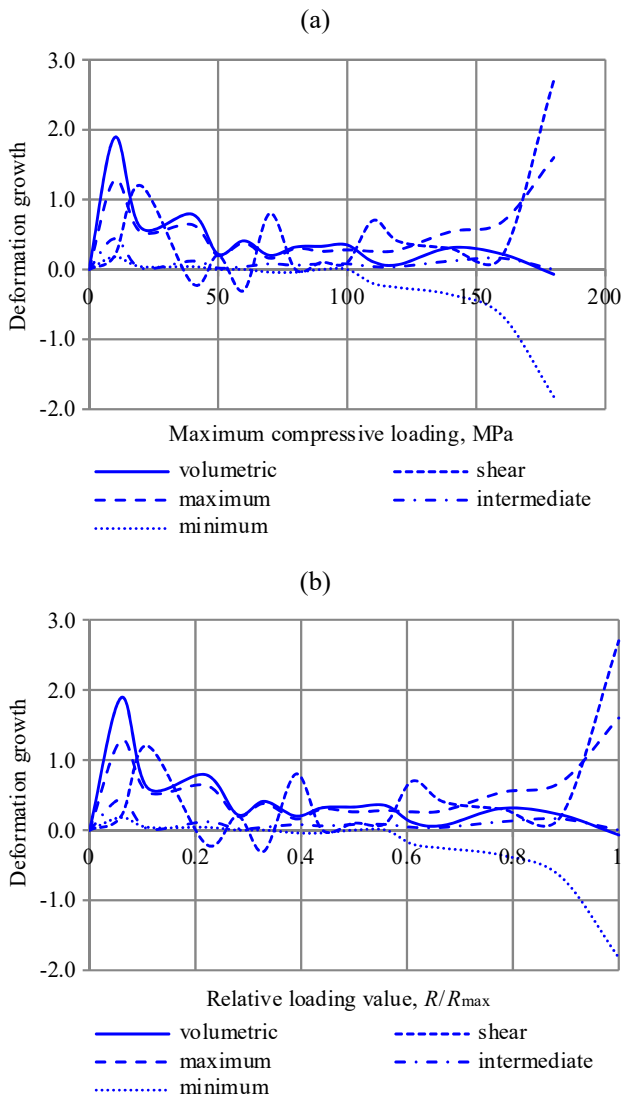 (a)
3.0
2.0
1.0
0.0
-1.0
-2.0
0 50 100 150 200
Deformation growth
Maximum compressive loading, MPa
volumetric shear
maximum intermediate
minimum
(b)
3.0
2.0
1.0
0.0
-1.0
-2.0
0 0.2 0.4 0.6 0.8 1
Deformation growth
Relative loading value, R/Rmax
volumetric shear
maximum intermediate
minimum